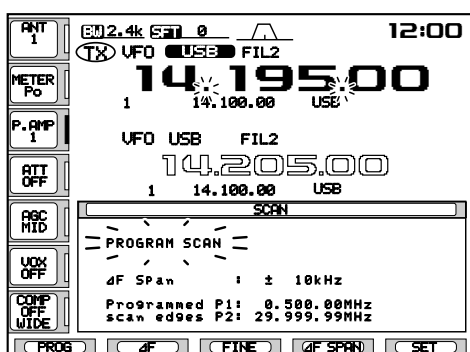 ANT
1
BW 2.4k SFT 0
12:00
TX VFO USB FIL2
METER
Po
14.195.00
1 14.100.00 USB
P.AMP
1
VFO USB FIL2
ATT
OFF
14.205.00
1 14.100.00 USB
AGC
MID
SCAN
PROGRAM SCAN
VOX
OFF
ΔF Span : ± 10kHz
COMP
OFF
WIDE
Programmed P1: 0.500.00MHz
scan edges P2: 29.999.99MHz
PROG ΔF FINE ΔF SPAN SET